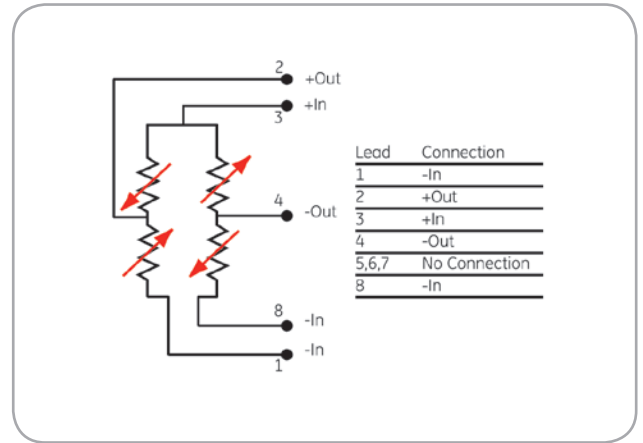 2
+Out
+In
3
4
-Out
8
-In
-In
1
Lead Connection
1 -In
2 +Out
3 +In
4 -Out
5,6,7 No Connection
8 -In